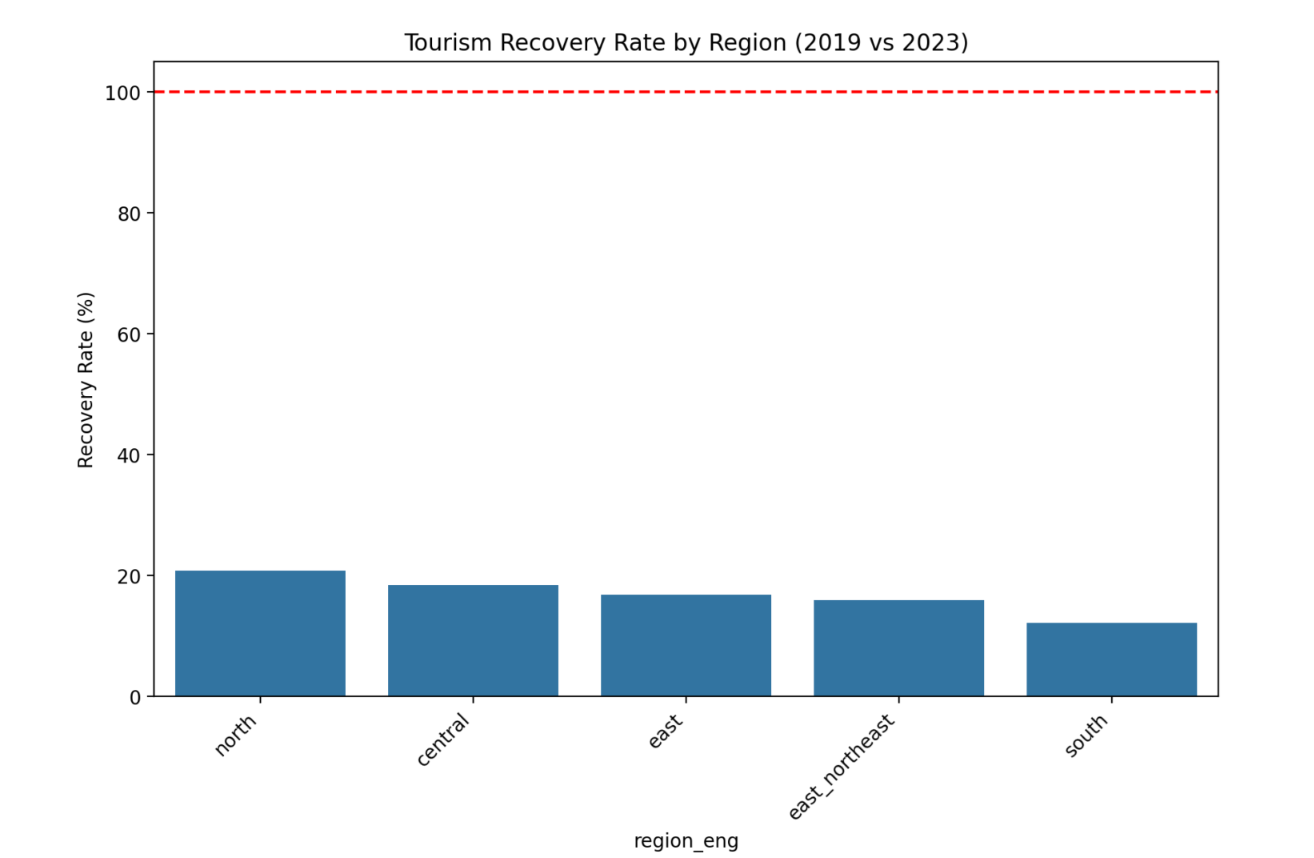 Tourism Recovery Rate by Region (2019 vs 2023)
100
80
60
40
20
0
Recovery Rate (%)
north
central
east
east_northeast
south
region_eng